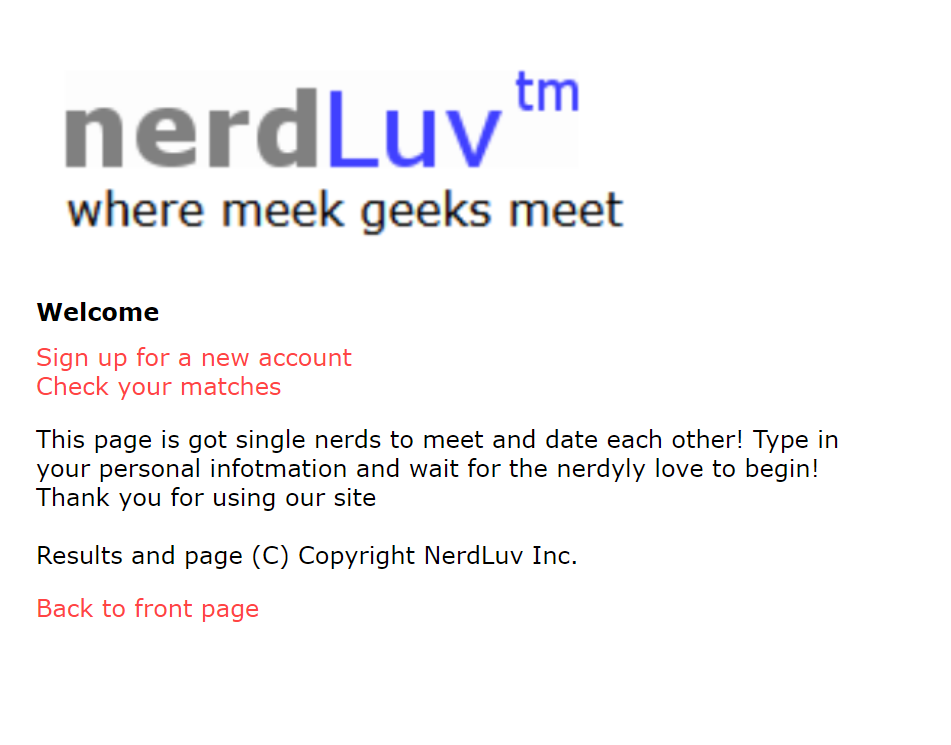 nerdLuv tm
where meek geeks meet
Welcome
Sign up for a new account
Check your matches
This page is got single nerds to meet and date each other! Type in
your personal infotmation and wait for the nerdyly love to begin!
Thank you for using our site
Results and page (C) Copyright NerdLuv Inc.
Back to front page